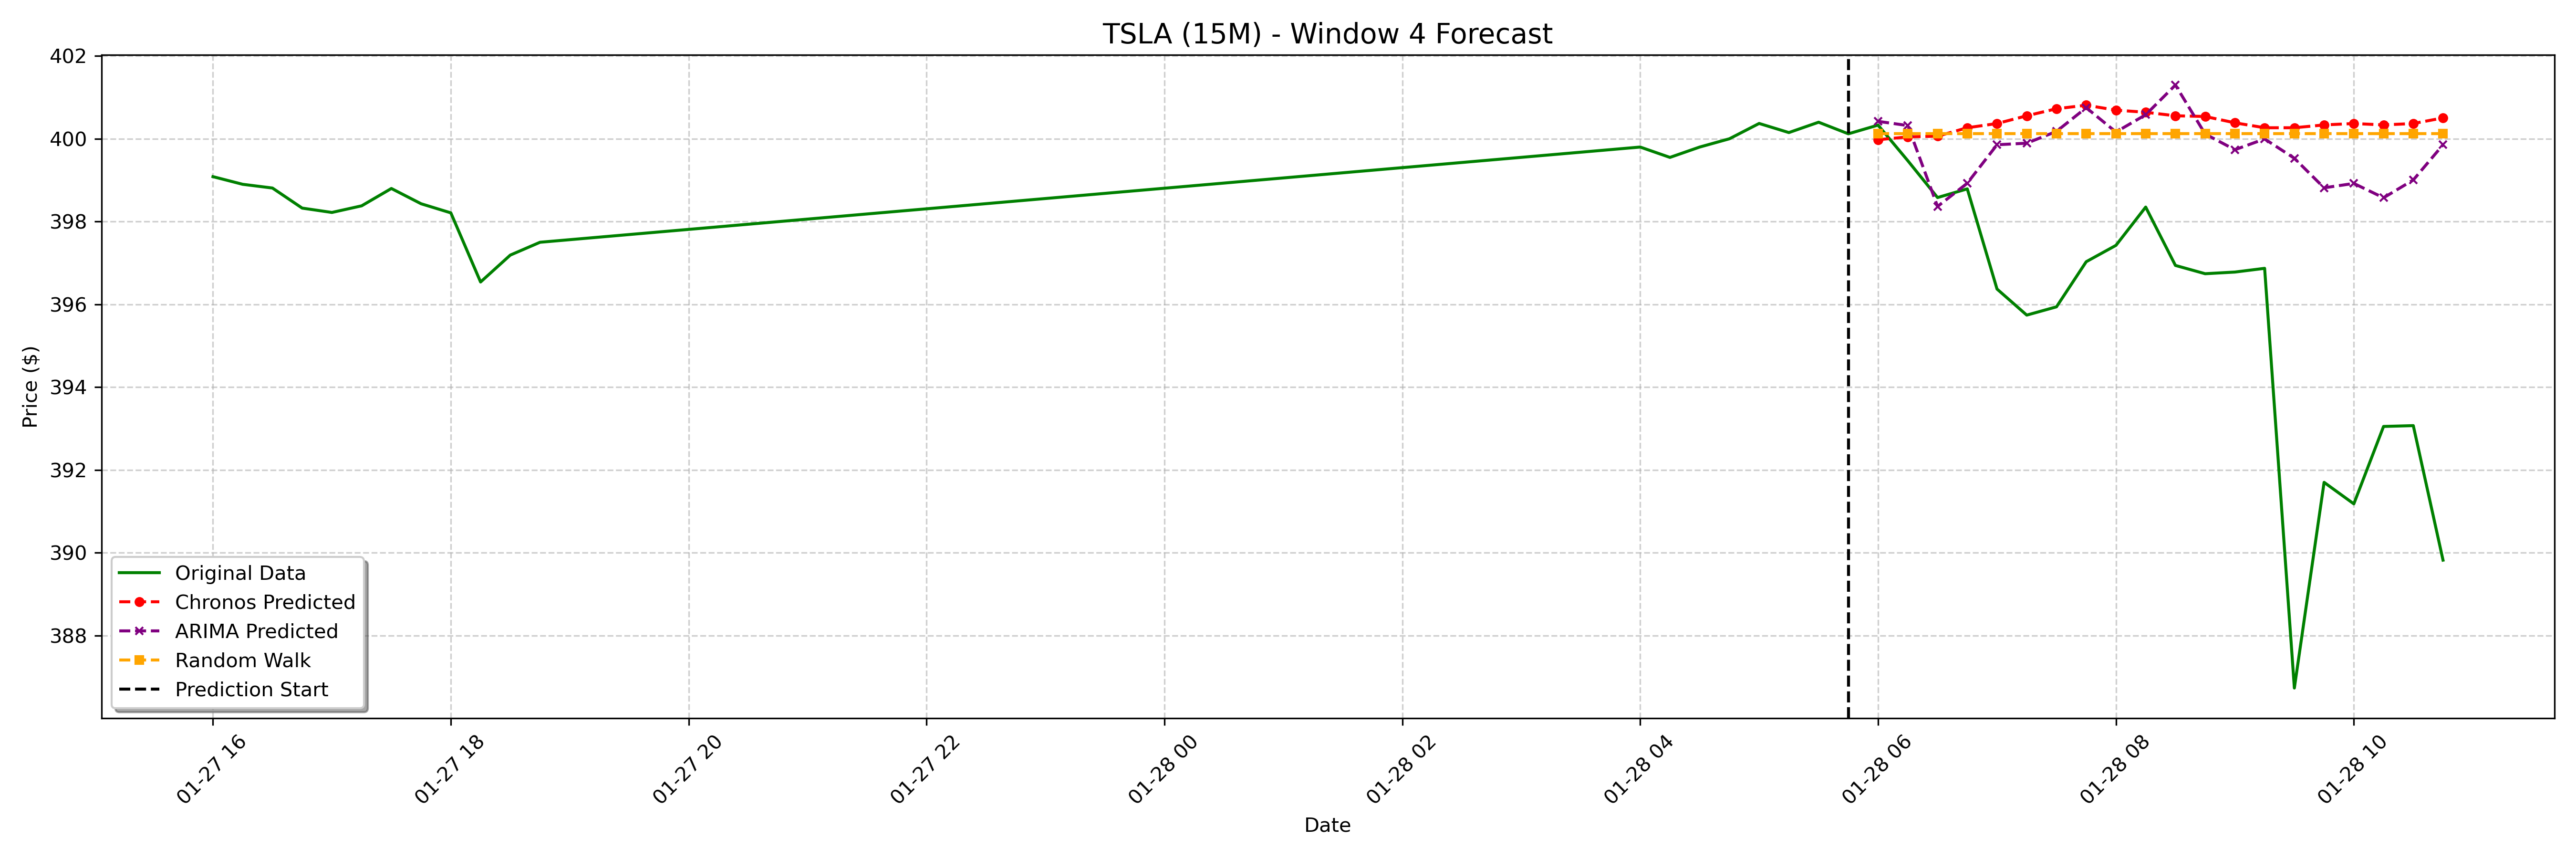 TSLA (15M) - Window 4 Forecast
402
400
398
396
394
392
390
388
Price ($)
Original Data
Chronos Predicted
ARIMA Predicted
Random Walk
Prediction Start
01-27 16
01-27 18
01-27 20
01-27 22
01-28 00
01-28 02
01-28 04
01-28 06
01-28 08
01-28 10
Date